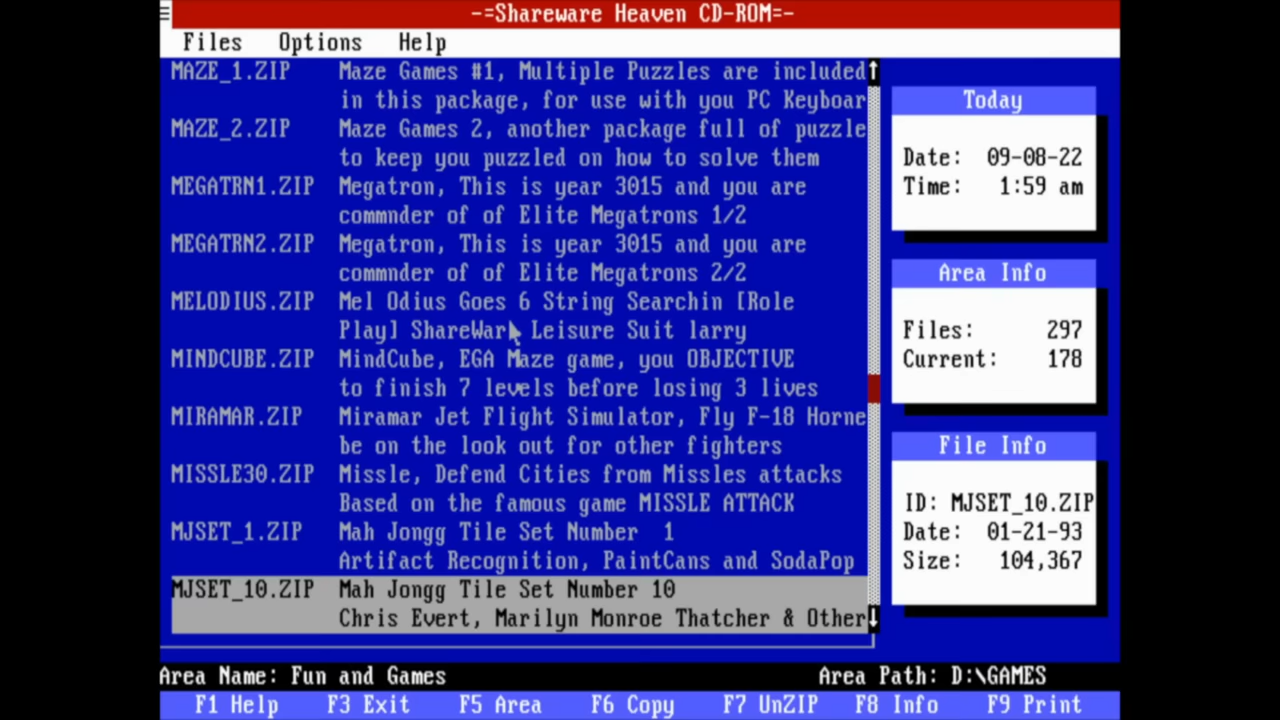 -=Shareware Heaven CD-ROM=-
Files Options Help
MAZE_1.ZIP Maze Games #1, Multiple Puzzles are included
in this package, for use with you PC Keyboar
MAZE_2.ZIP Maze Games 2, another package full of puzzle
to keep you puzzled on how to solve them
MEGATRN1.ZIP Megatron, This is year 3015 and you are
commnder of of Elite Megatrons 1/2
MEGATRN2.ZIP Megatron, This is year 3015 and you are
commnder of of Elite Megatrons 2/2
MELODIUS.ZIP Mel Odius Goes 6 String Searchin [Role
Play] ShareWar Leisure Suit larry
MINDCUBE.ZIP MindCube, EGA Maze game, you OBJECTIVE
to finish 7 levels before losing 3 lives
MIRAMAR.ZIP Miramar Jet Flight Simulator, Fly F-18 Horne
be on the look out for other fighters
MISSLE30.ZIP Missle, Defend Cities from Missles attacks
Based on the famous game MISSLE ATTACK
MJSET_1.ZIP Mah Jongg Tile Set Number 1
Artifact Recognition, PaintCans and SodaPop
MJSET_10.ZIP Mah Jongg Tile Set Number 10
Chris Evert, Marilyn Monroe Thatcher & Other
Today
Date: 09-08-22
Time: 1:59 am
Area Info
Files: 297
Current: 178
File Info
ID: MJSET_10.ZIP
Date: 01-21-93
Size: 104,367
Area Name: Fun and Games Area Path: D:\GAMES
F1 Help F3 Exit F5 Area F6 Copy F7 UnZIP F8 Info F9 Print